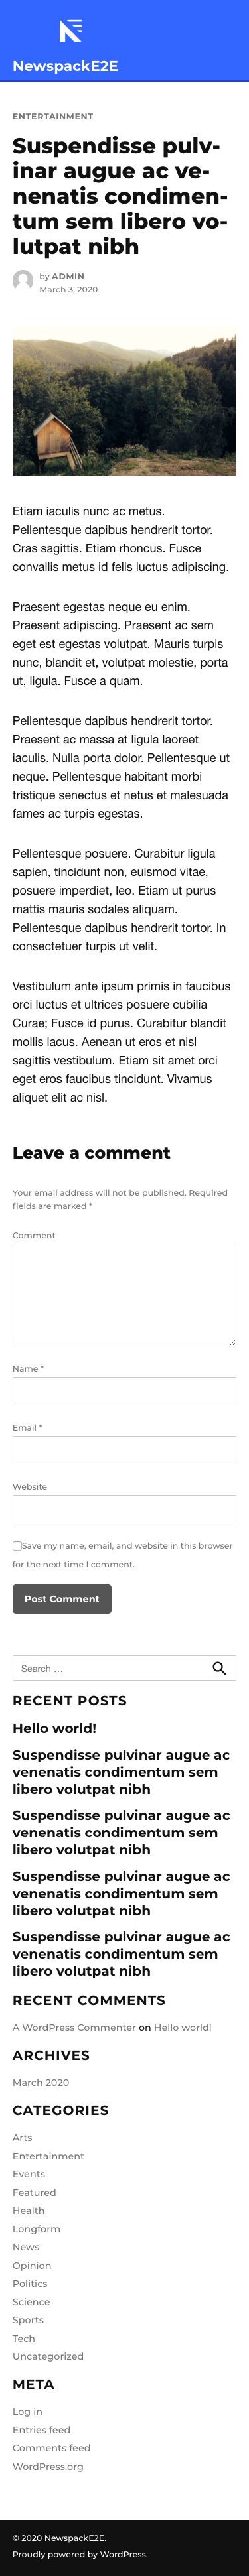 NewspackE2E
ENTERTAINMENT
Suspendisse pulv-
inar augue ac ve-
nenatis condimen-
tum sem libero vo-
lutpat nibh
by ADMIN
March 3, 2020
Etiam iaculis nunc ac metus.
Pellentesque dapibus hendrerit tortor.
Cras sagittis. Etiam rhoncus. Fusce
convallis metus id felis luctus adipiscing.
Praesent egestas neque eu enim.
Praesent adipiscing. Praesent ac sem
eget est egestas volutpat. Mauris turpis
nunc, blandit et, volutpat molestie, porta
ut, ligula. Fusce a quam.
Pellentesque dapibus hendrerit tortor.
Praesent ac massa at ligula laoreet
iaculis. Nulla porta dolor. Pellentesque ut
neque. Pellentesque habitant morbi
tristique senectus et netus et malesuada
fames ac turpis egestas.
Pellentesque posuere. Curabitur ligula
sapien, tincidunt non, euismod vitae,
posuere imperdiet, leo. Etiam ut purus
mattis mauris sodales aliquam.
Pellentesque dapibus hendrerit tortor. In
consectetuer turpis ut velit.
Vestibulum ante ipsum primis in faucibus
orci luctus et ultrices posuere cubilia
Curae; Fusce id purus. Curabitur blandit
mollis lacus. Aenean ut eros et nisl
sagittis vestibulum. Etiam sit amet orci
eget eros faucibus tincidunt. Vivamus
aliquet elit ac nisl.
Leave a comment
Your email address will not be published. Required
fields are marked *
Comment
Name *
Email *
Website
Save my name, email, and website in this browser
for the next time I comment.
Post Comment
Search …
RECENT POSTS
Hello world!
Suspendisse pulvinar augue ac
venenatis condimentum sem
libero volutpat nibh
Suspendisse pulvinar augue ac
venenatis condimentum sem
libero volutpat nibh
Suspendisse pulvinar augue ac
venenatis condimentum sem
libero volutpat nibh
Suspendisse pulvinar augue ac
venenatis condimentum sem
libero volutpat nibh
RECENT COMMENTS
A WordPress Commenter on Hello world!
ARCHIVES
March 2020
CATEGORIES
Arts
Entertainment
Events
Featured
Health
Longform
News
Opinion
Politics
Science
Sports
Tech
Uncategorized
META
Log in
Entries feed
Comments feed
WordPress.org
© 2020 NewspackE2E.
Proudly powered by WordPress.